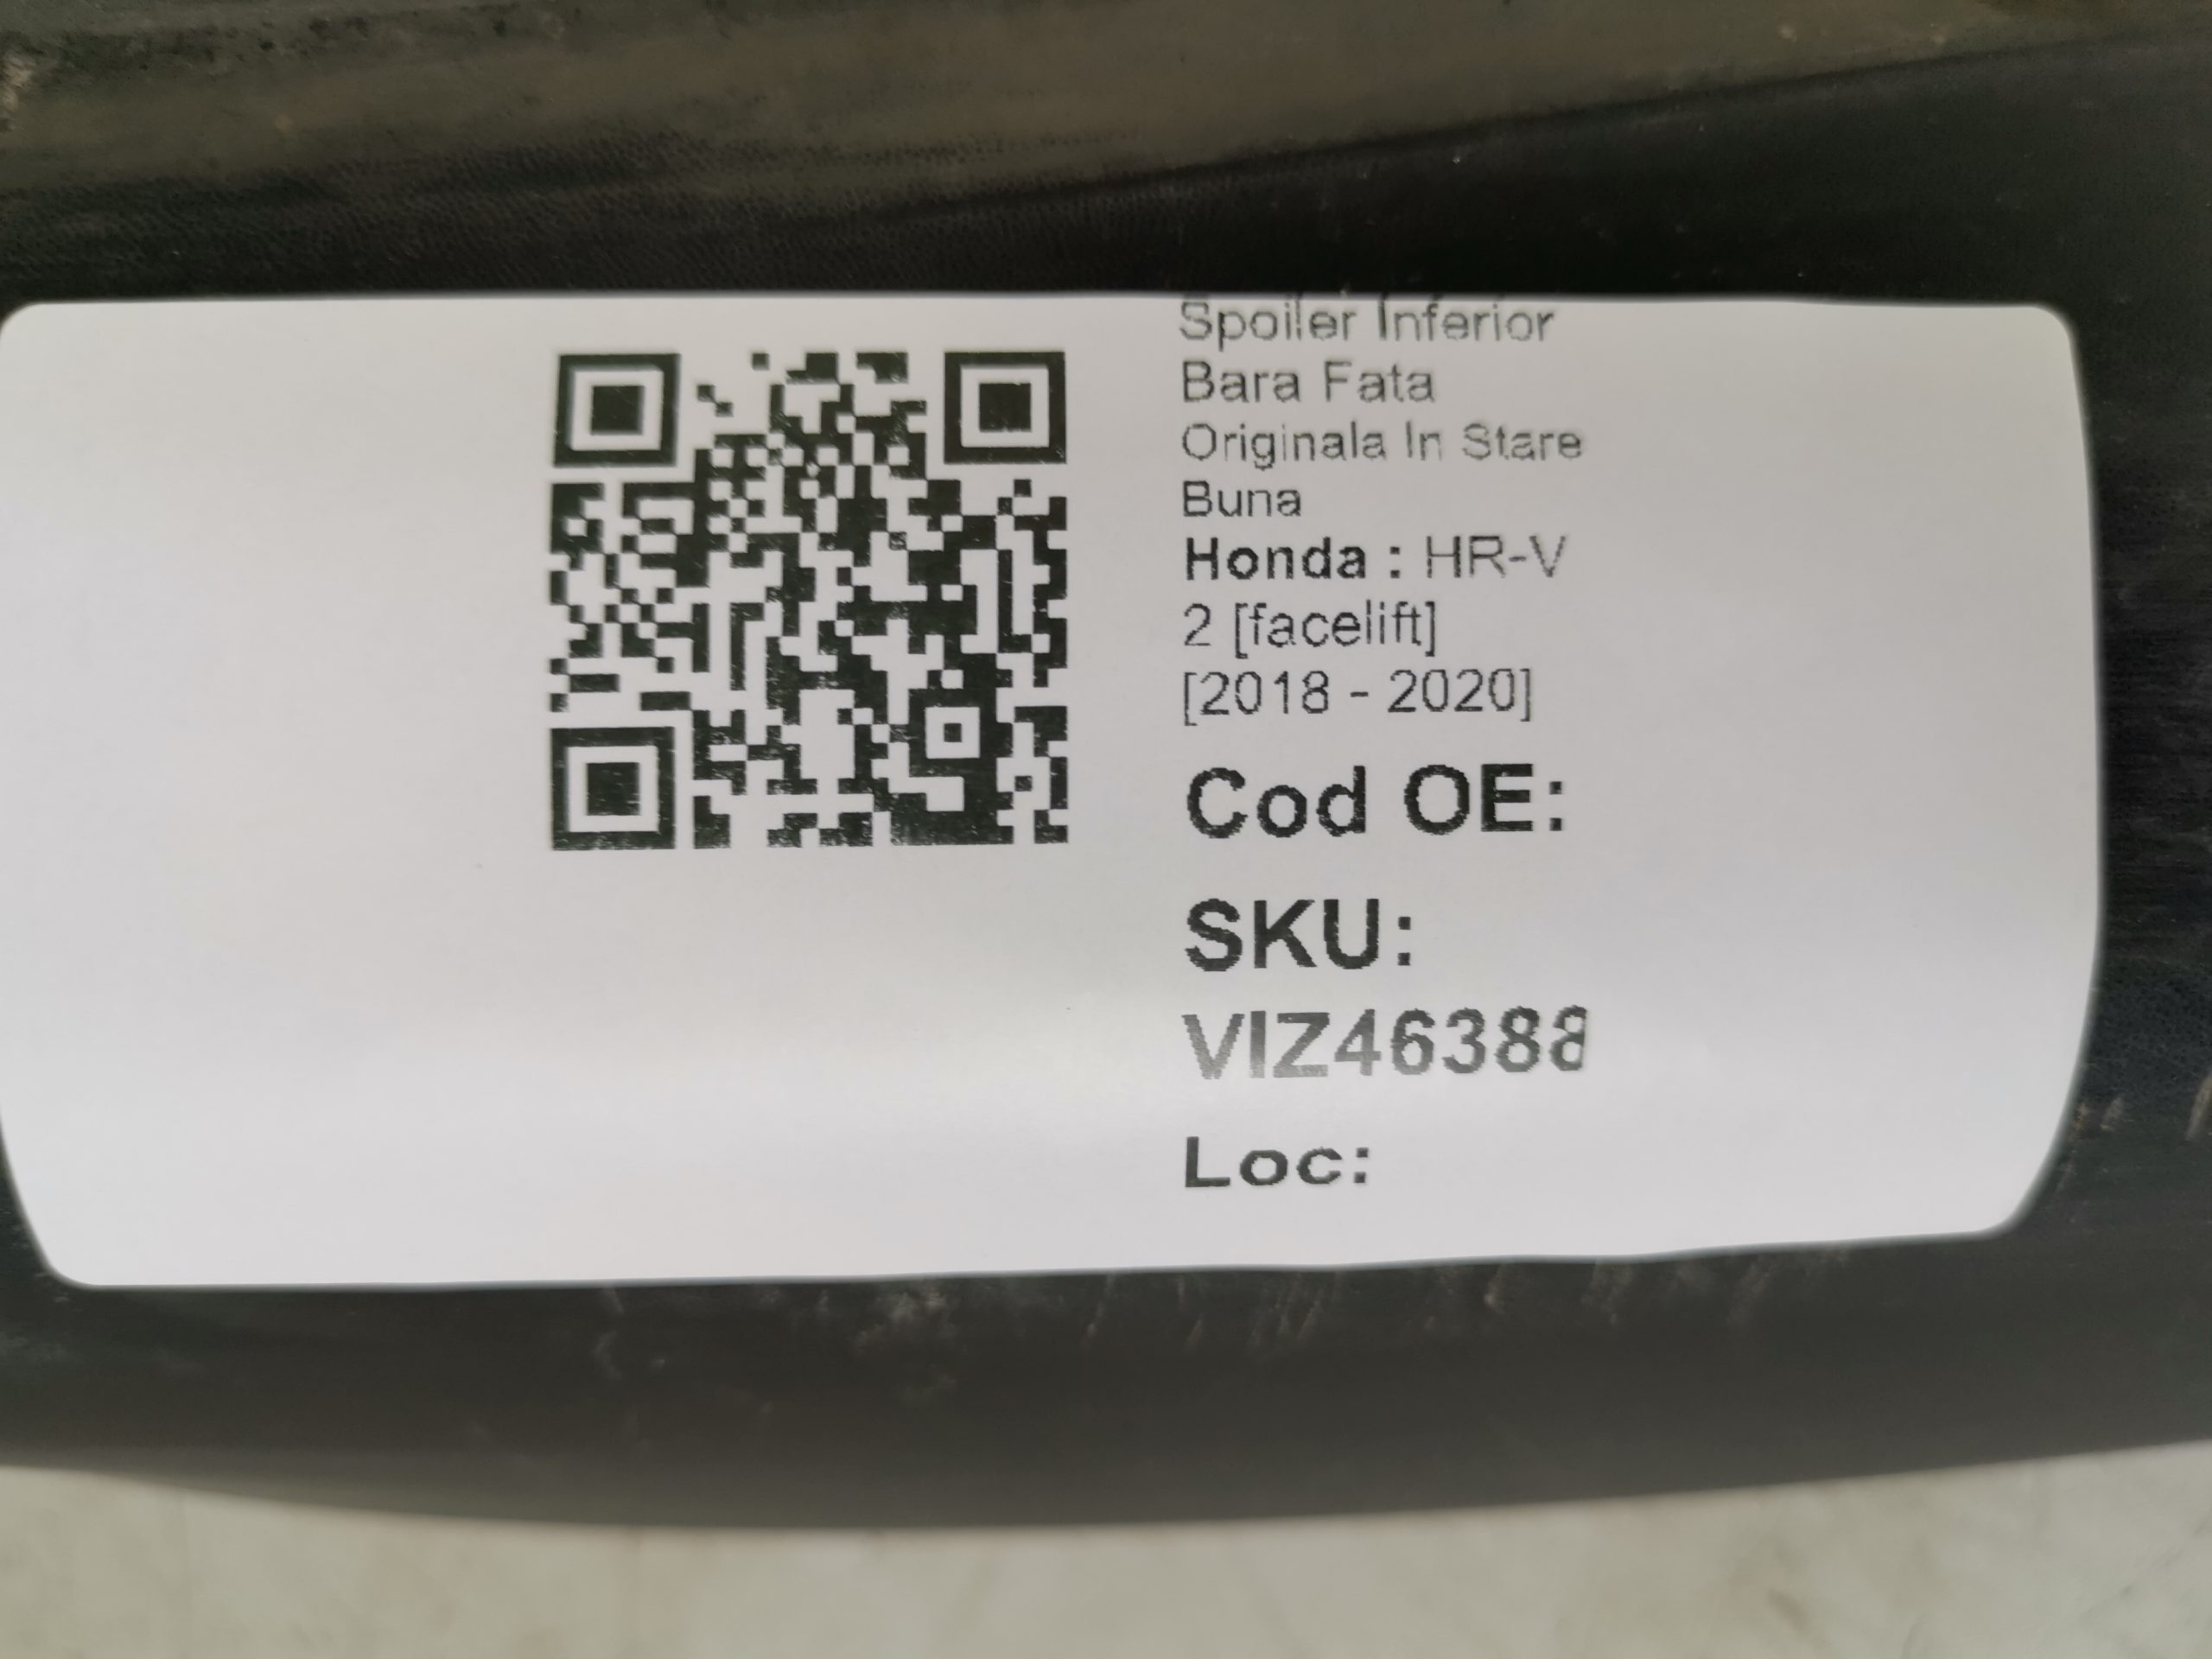 Spoiler Inferior
Bara Fata
Originala In Stare
Buna
Honda : HR-V
2 [facelift]
[2018 - 2020]
Cod OE:
SKU:
VIZ46388
Loc: